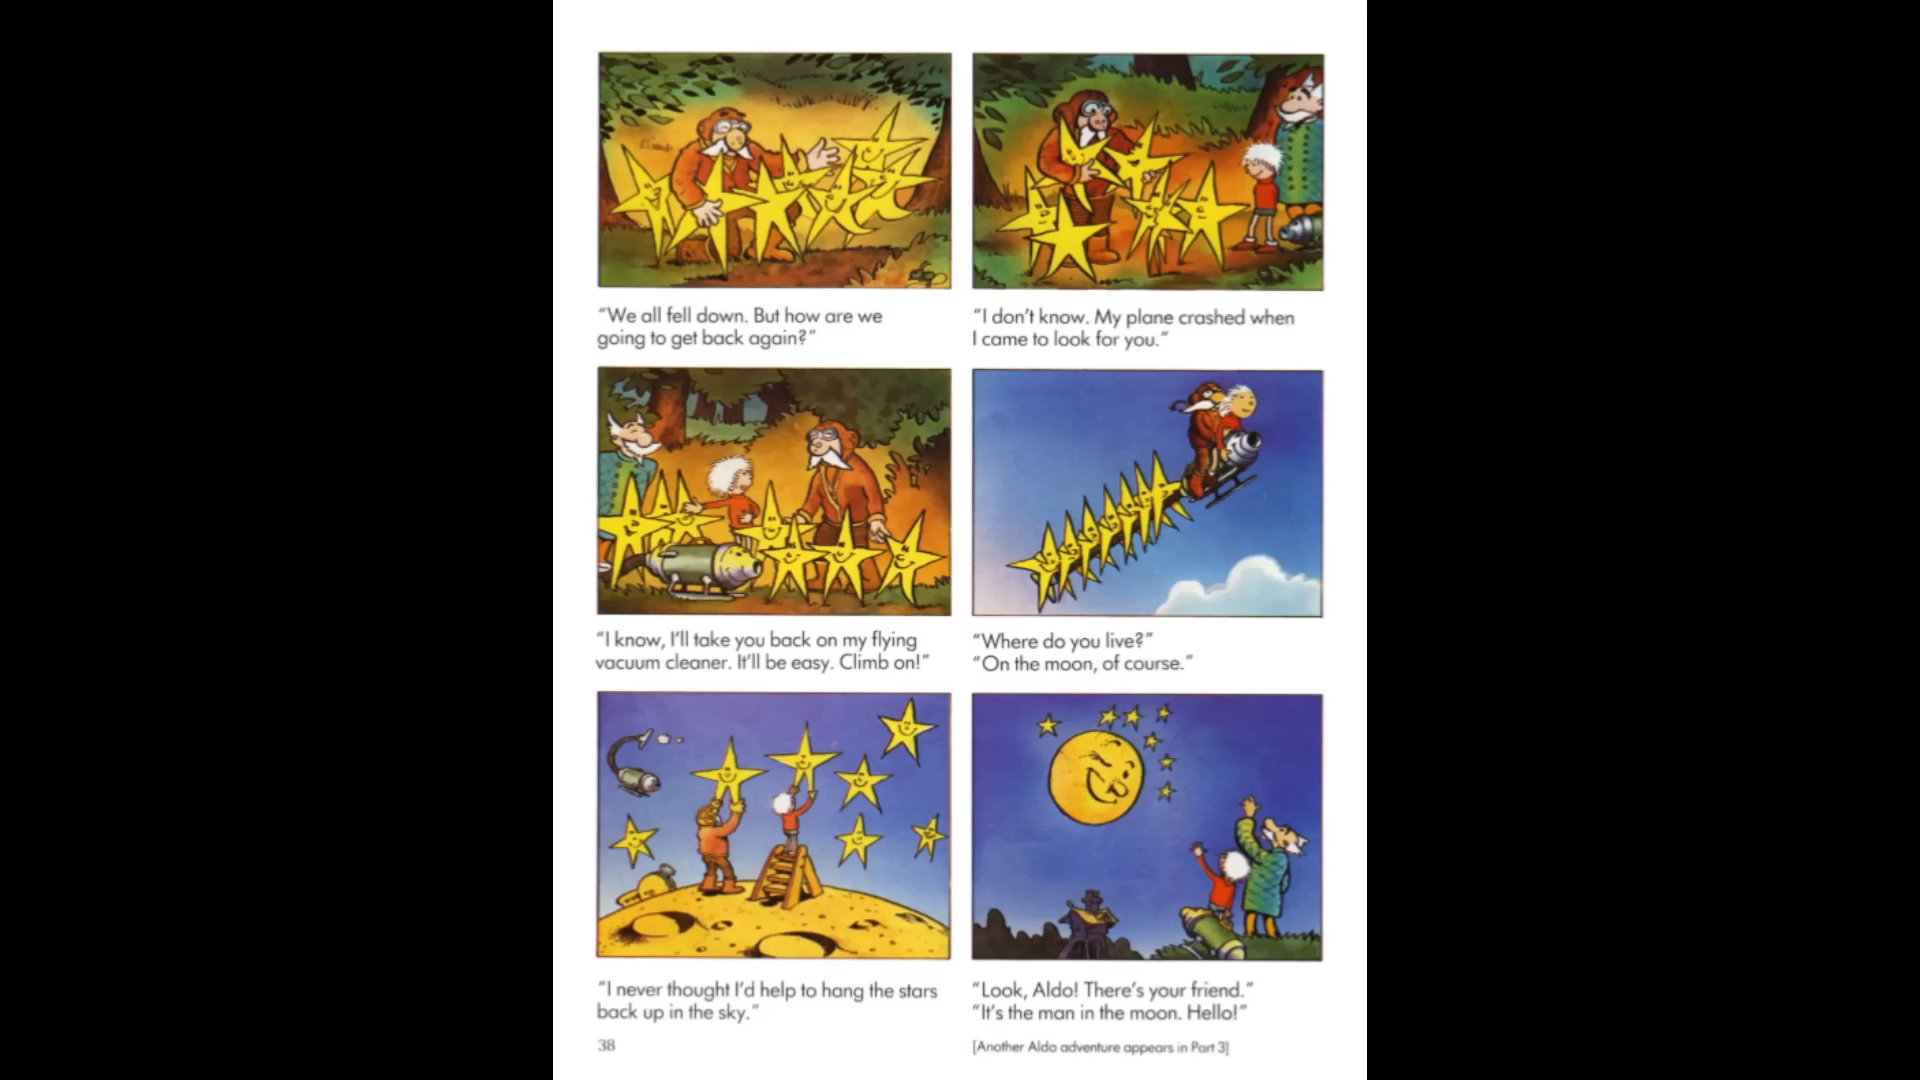 "We all fell down. But how are we
going to get back again?"
"I don't know. My plane crashed when
I came to look for you."
"I know, I'll take you back on my flying
vacuum cleaner. It'll be easy. Climb on!"
"Where do you live?"
"On the moon, of course."
"I never thought I'd help to hang the stars
back up in the sky."
"Look, Aldo! There's your friend."
"It's the man in the moon. Hello!"
38
[Another Aldo adventure appears in Part 3]